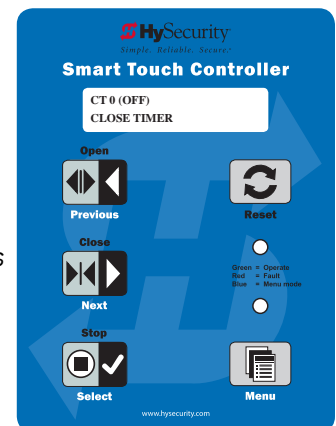 HySecurity
Simple. Reliable. Secure.
Smart Touch Controller
CT 0 (OFF)
CLOSE TIMER
Open
Previous
Reset
Close
Next
Green = Operate
Red = Fault
Blue = Menu mode
Stop
Select
Menu
www.hysecurity.com
s